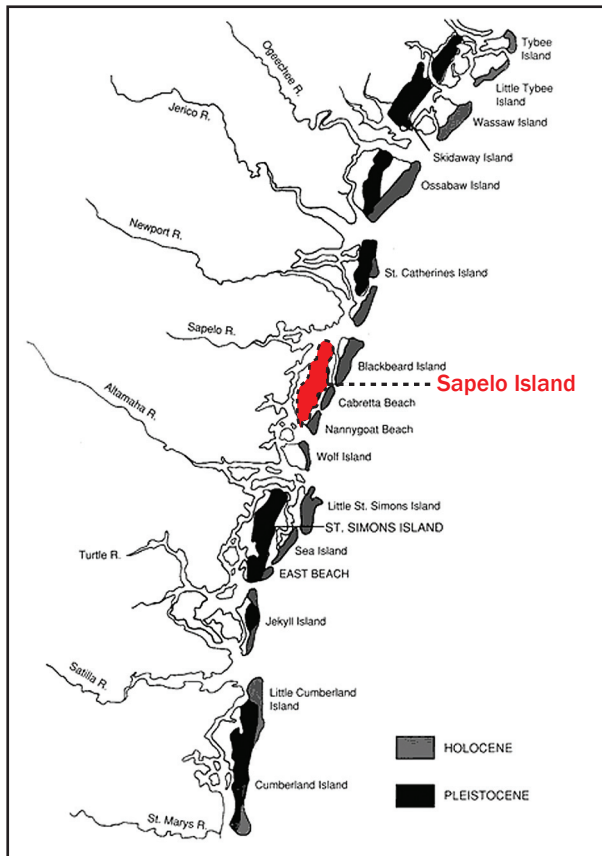 Tybee
Island
Ogeechee R.
Little Tybee
Island
Jerico R.
Wassaw Island
Skidaway Island
Ossabaw Island
Newport R.
St. Catherines Island
Sapelo R.
Blackbeard Island
Sapelo Island
Altamaha R.
Cabretta Beach
Nannygoat Beach
Wolf Island
Little St. Simons Island
ST. SIMONS ISLAND
Turtle R.
Sea Island
EAST BEACH
Jekyll Island
Satilla R.
Little Cumberland
Island
HOLOCENE
Cumberland Island
PLEISTOCENE
St. Marys R.